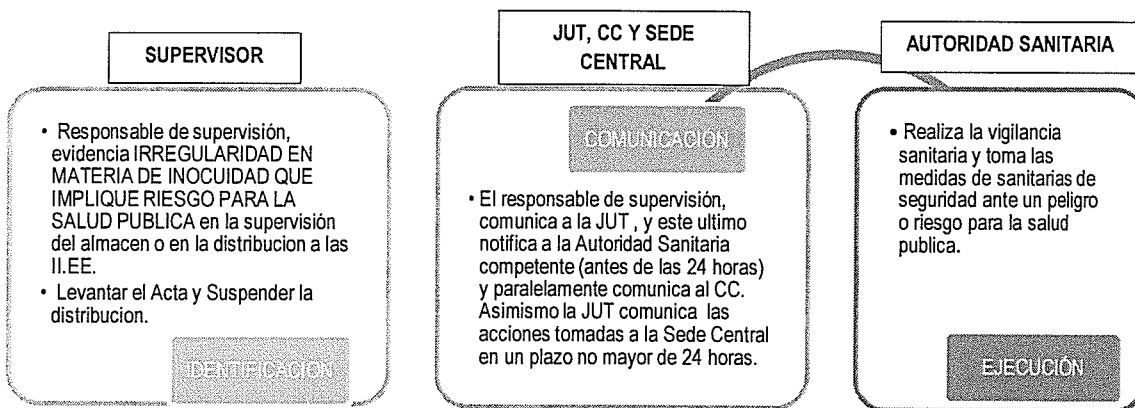 SUPERVISOR
• Responsable de supervisión,
evidencia IRREGULARIDAD EN
MATERIA DE INOCUIDAD QUE
IMPLIQUE RIESGO PARA LA
SALUD PUBLICA en la supervisión
del almacen o en la distribucion a las
II.EE.
• Levantar el Acta y Suspender la
distribucion.
IDENTIFICACIÓN
JUT, CC Y SEDE
CENTRAL
COMUNICACIÓN
• El responsable de supervisión,
comunica a la JUT , y este ultimo
notifica a la Autoridad Sanitaria
competente (antes de las 24 horas)
y paralelamente comunica al CC.
Asimismo la JUT comunica las
acciones tomadas a la Sede Central
en un plazo no mayor de 24 horas.
AUTORIDAD SANITARIA
• Realiza la vigilancia
sanitaria y toma las
medidas de sanitarias de
seguridad ante un peligro
o riesgo para la salud
publica.
EJECUCIÓN